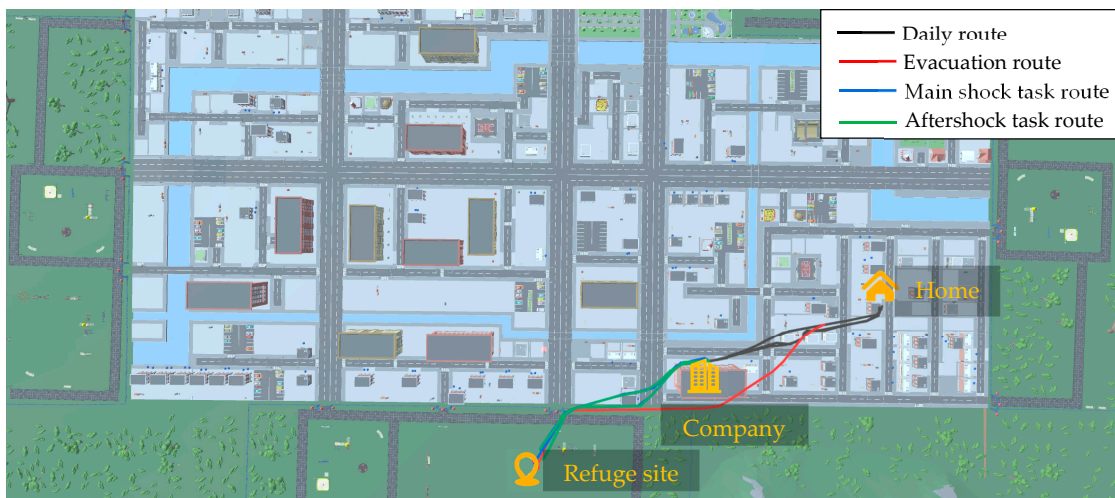 Daily route
Evacuation route
Main shock task route
Aftershock task route
Home
Company
Refuge site